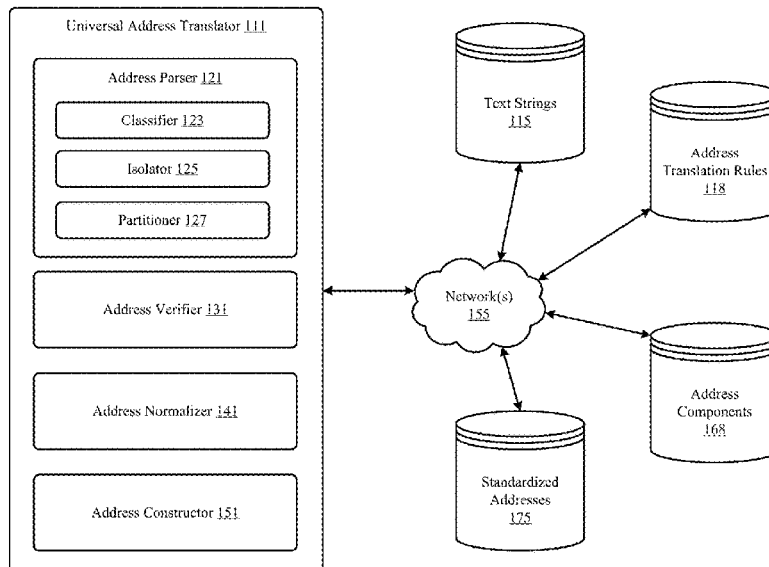 Universal Address Translator 111
Address Parser 121
Classifier 123
Isolator 125
Partitioner 127
Address Verifier 131
Address Normalizer 141
Address Constructor 151
Text Strings
115
Address
Translation Rules
118
Network(s)
155
Address
Components
168
Standardized
Addresses
175